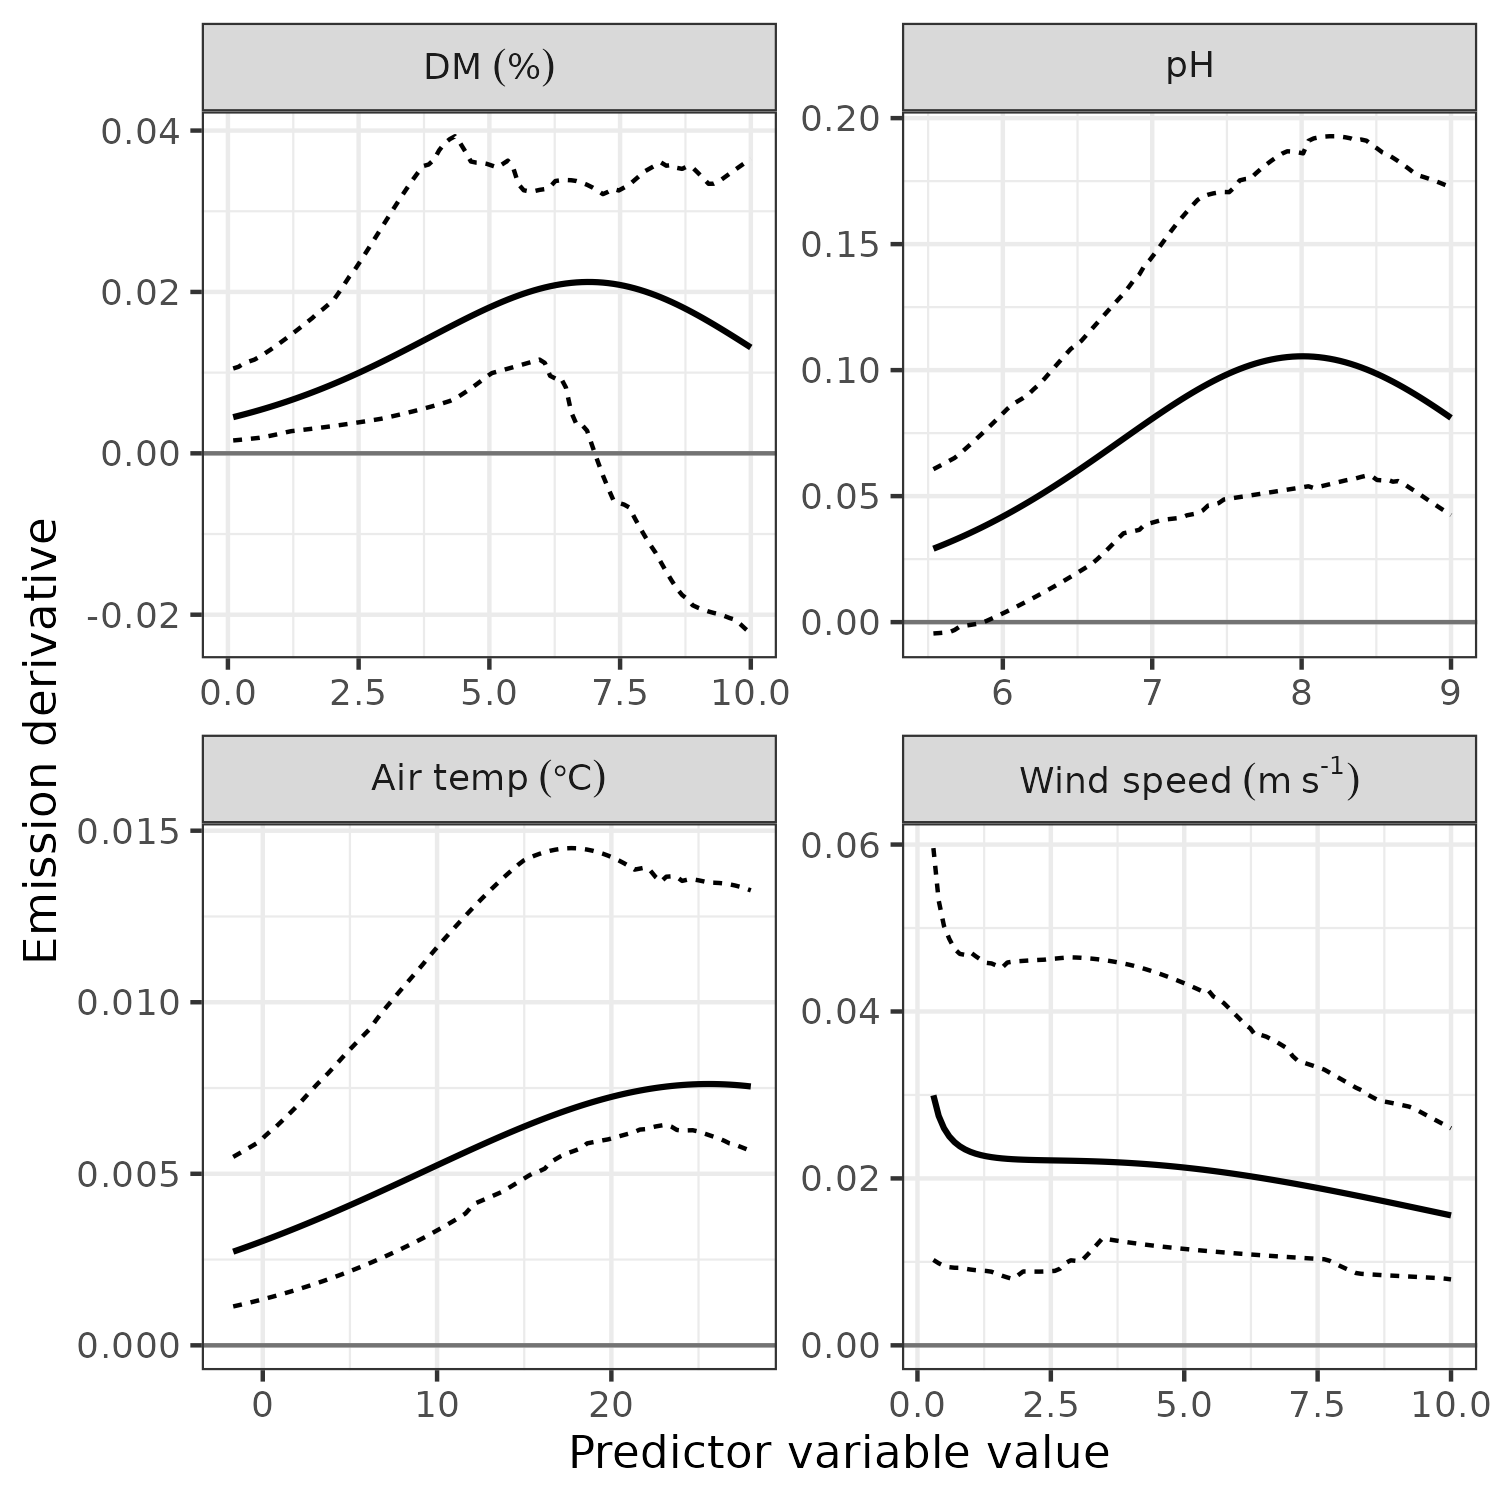 DM (%)
pH
0.04
0.02
0.00
-0.02
0.0 2.5 5.0 7.5 10.0
0.20
0.15
0.10
0.05
0.00
6 7 8 9
Emission derivative
Air temp (°C)
Wind speed (m s-1)
0.015
0.010
0.005
0.000
0 10 20
0.06
0.04
0.02
0.00
0.0 2.5 5.0 7.5 10.0
Predictor variable value